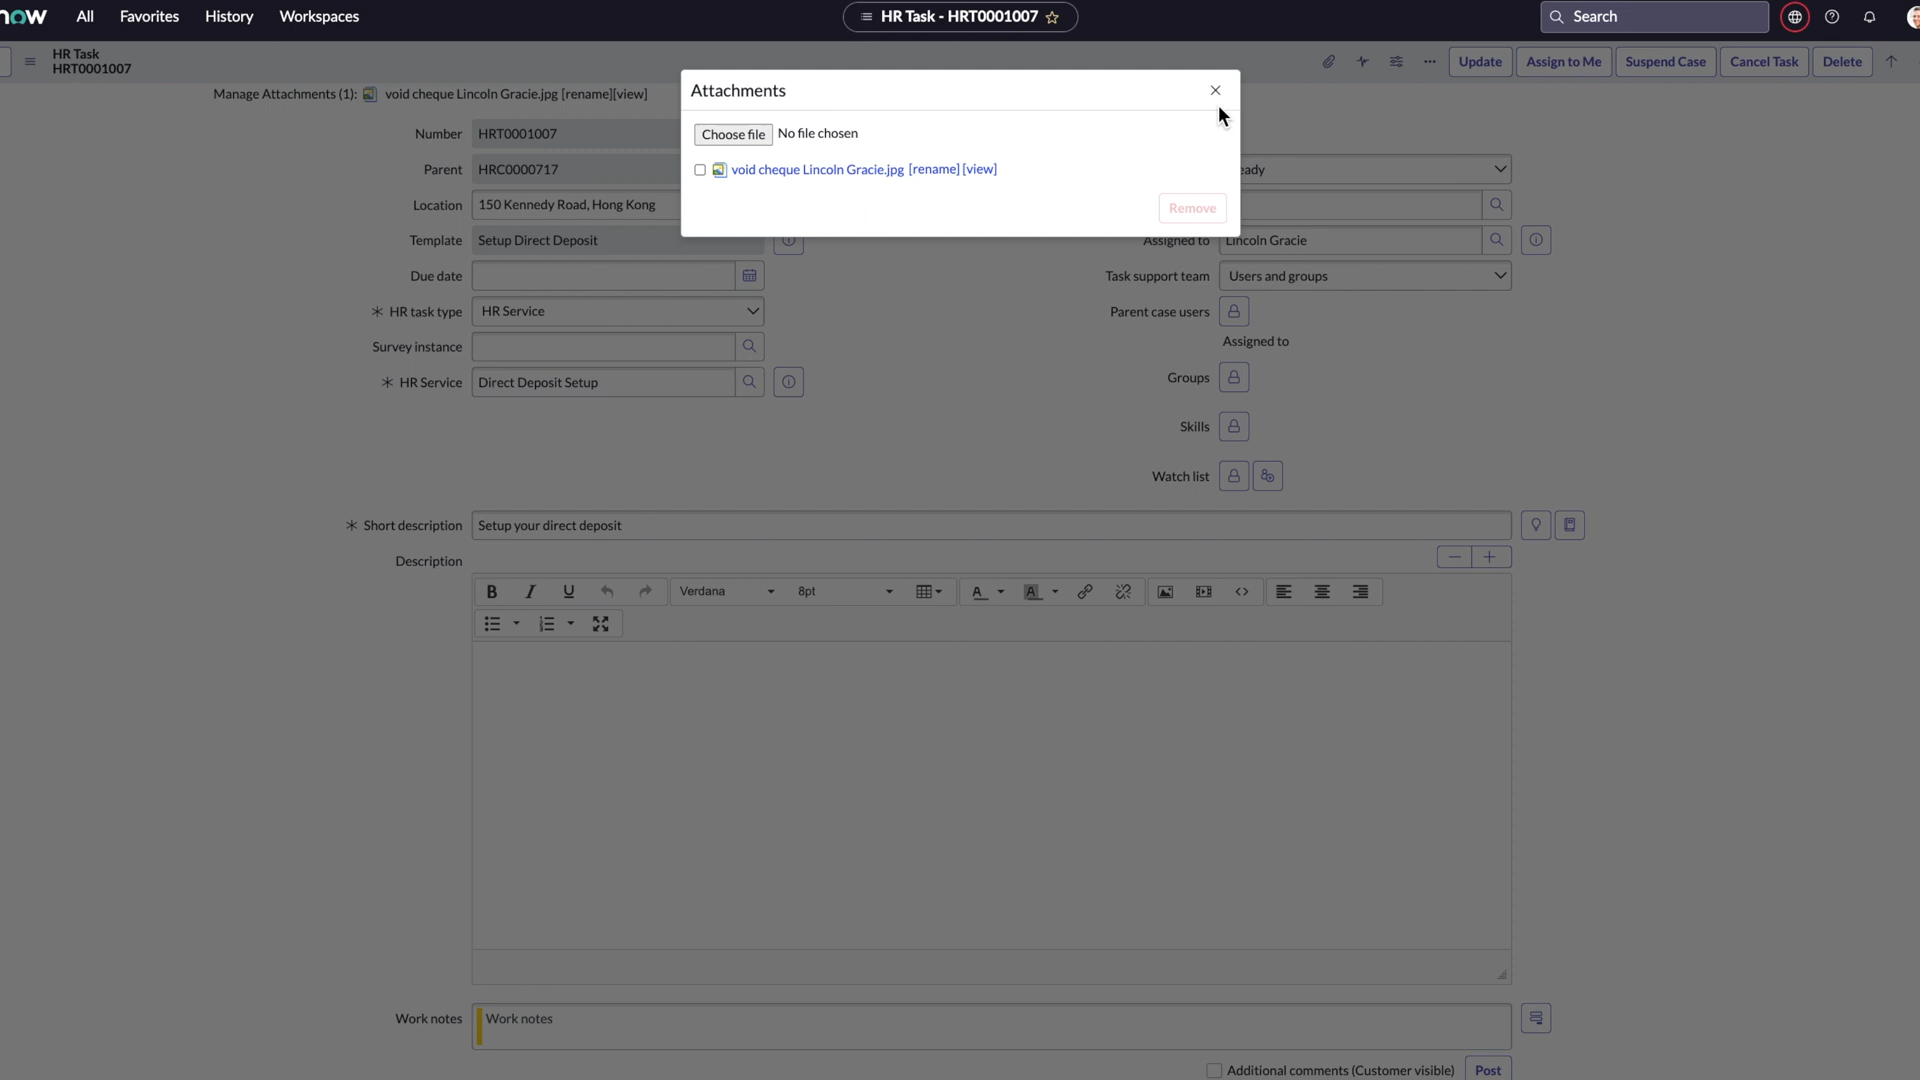 now All Favorites History Workspaces HR Task - HRT0001007 Search
HR Task
HRT0001007
Update Assign to Me Suspend Case Cancel Task Delete
Manage Attachments (1): void cheque Lincoln Gracie.jpg [rename][view]
Attachments
Choose file No file chosen
void cheque Lincoln Gracie.jpg [rename] [view]
Remove
Number HRT0001007
Parent HRC0000717
Location 150 Kennedy Road, Hong Kong
Template Setup Direct Deposit
Due date
HR task type HR Service
Survey instance
HR Service Direct Deposit Setup
eady
Assigned to Lincoln Gracie
Task support team Users and groups
Parent case users
Assigned to
Groups
Skills
Watch list
Short description Setup your direct deposit
Description
Verdana 8pt
Work notes Work notes
Additional comments (Customer visible) Post